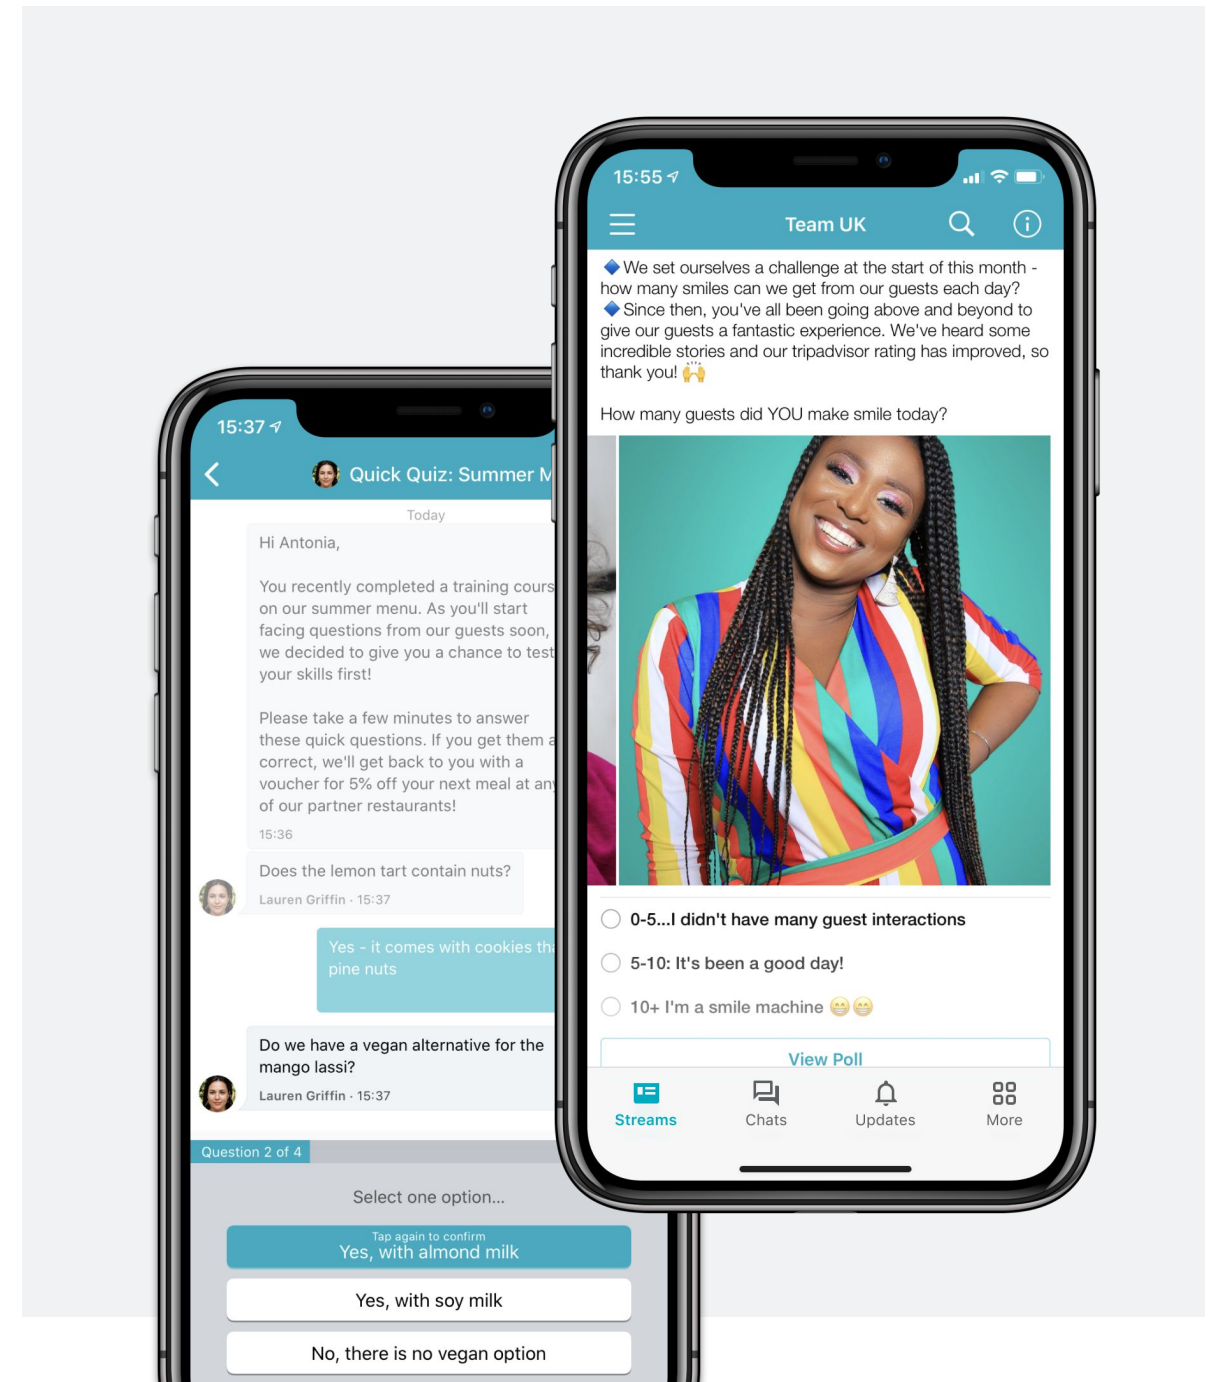 15:37
Quick Quiz: Summer
Today
Hi Antonia,
You recently completed a training
on our summer menu. As you'll start
facing questions from our guests soon,
we decided to give you a chance to test
your skills first!
Please take a few minutes to answer
these quick questions. If you get them
correct, we'll get back to you with a
voucher for 5% off your next meal at
of our partner restaurants!
15:36
Does the lemon tart contain nuts?
Lauren Griffin · 15:37
Yes - it comes with cookies
pine nuts
Do we have a vegan alternative for the
mango lassi?
Lauren Griffin · 15:37
Question 2 of 4
Select one option...
Tap again to confirm
Yes, with almond milk
Yes, with soy milk
No, there is no vegan option
15:55
Team UK
🔷We set ourselves a challenge at the start of this month -
how many smiles can we get from our guests each day?
🔷Since then, you've all been going above and beyond to
give our guests a fantastic experience. We've heard some
incredible stories and our tripadvisor rating has improved, so
thank you! 🙌
How many guests did YOU make smile today?
0-5...I didn't have many guest interactions
5-10: It's been a good day!
10+ I'm a smile machine 😁😁
View Poll
Streams
Chats
Updates
More